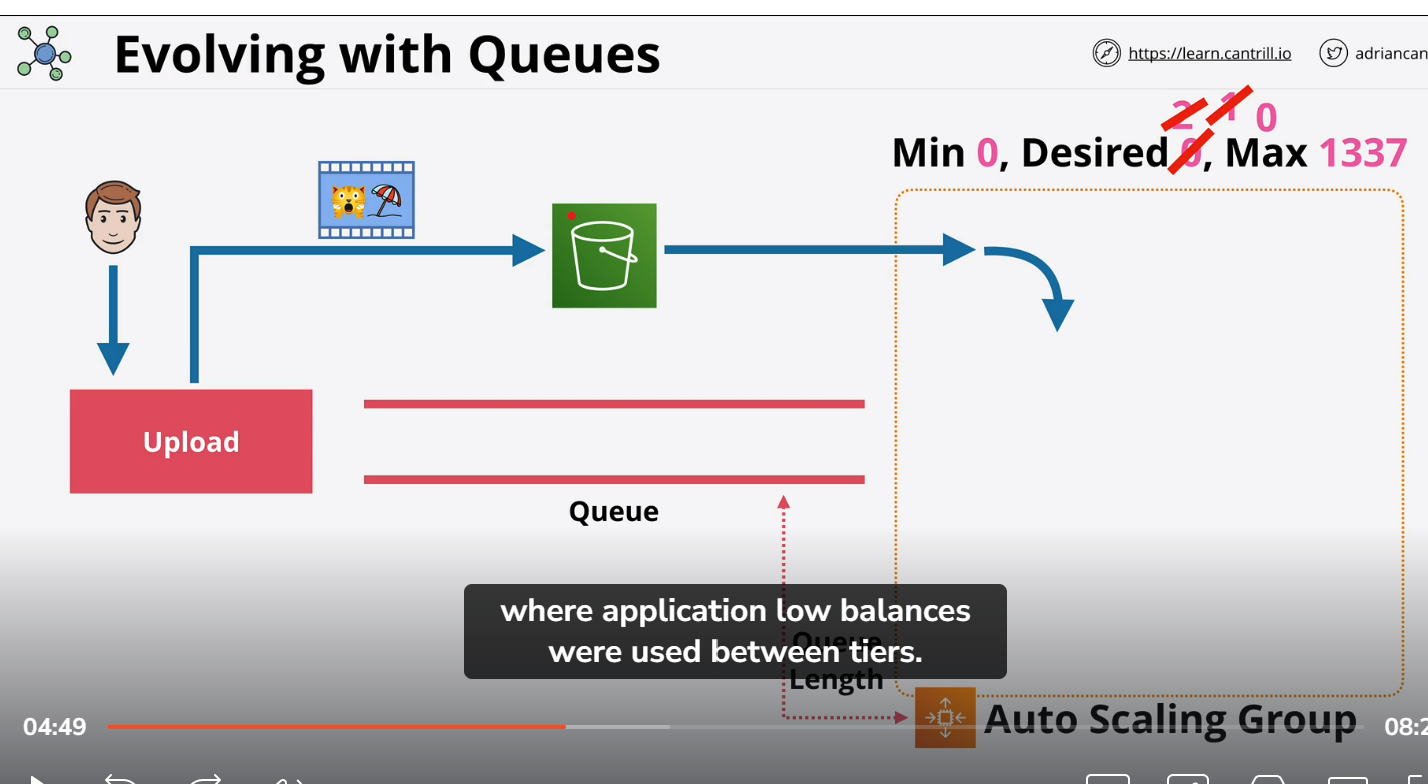 Evolving with Queues
https://learn.cantrill.io
adriancan
2 1 0
Min 0, Desired 0, Max 1337
Upload
Queue
where application low balances
were used between tiers.
Queue
Length
Auto Scaling Group
04:49
08:2